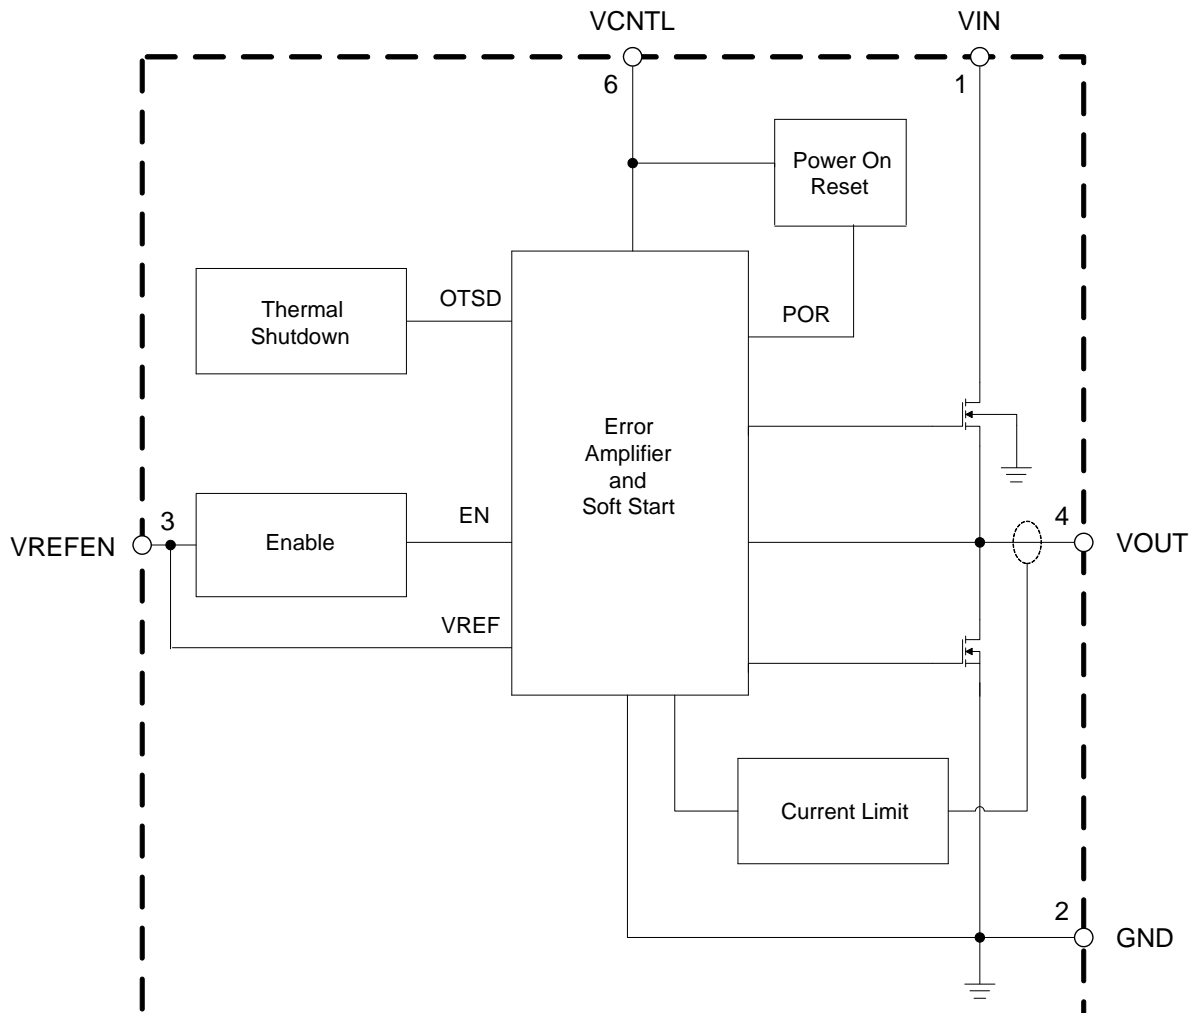 VCNTL
VIN
6
1
Power On
Reset
Thermal
Shutdown
OTSD
POR
Error
Amplifier
and
Soft Start
VREFEN
3
Enable
EN
4
VOUT
VREF
Current Limit
2
GND